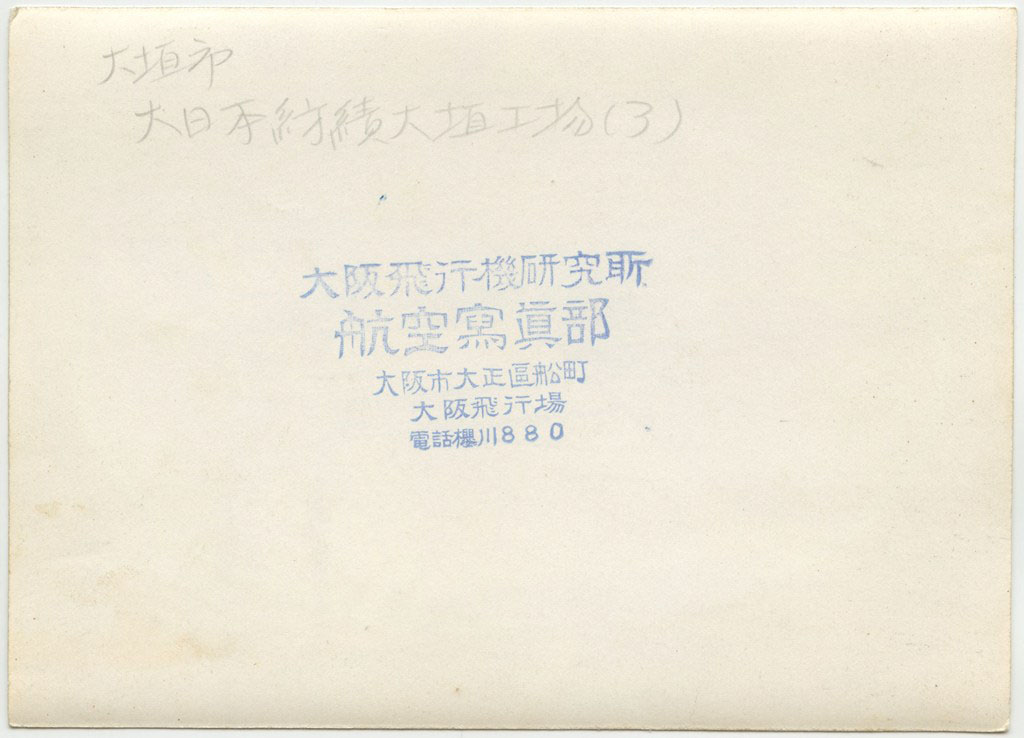 大垣市
大日本紡績大垣工場(3)
大阪飛行機研究所
航空寫眞部
大阪市大正區船町
大阪飛行場
電話櫻川880